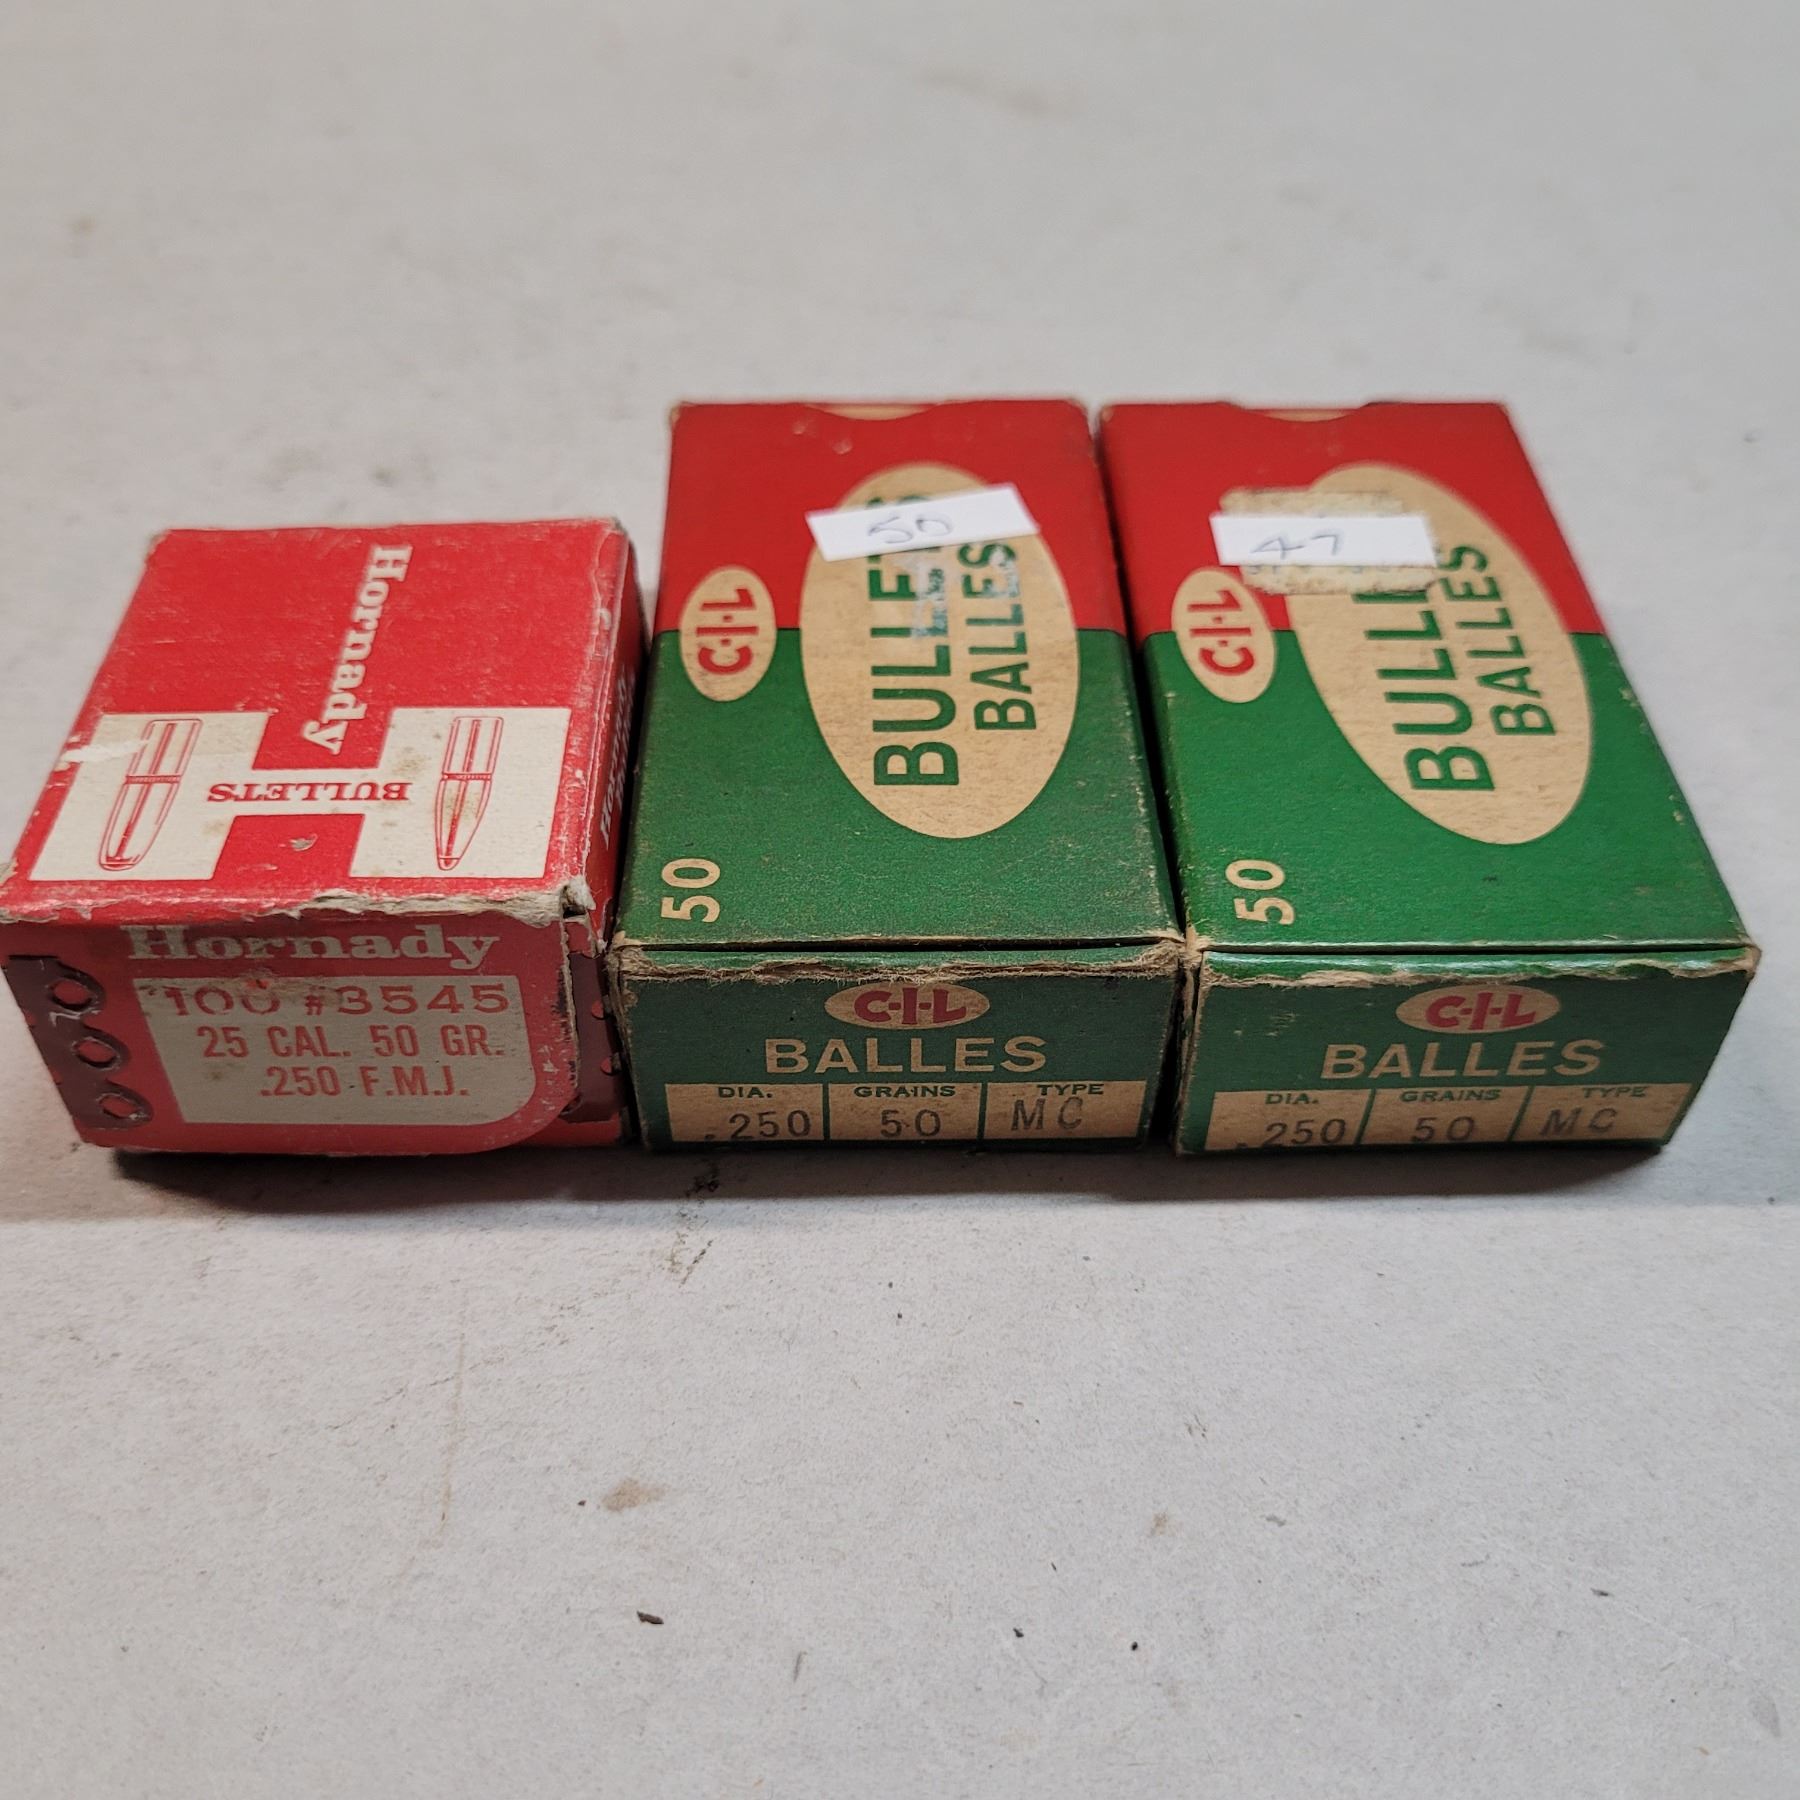 Hornady
BULLETS
Hornady
100 #3545
25 CAL. 50 GR.
.250 F.M.J.
50
C-I-L
BULLETS
BALLES
50
C-I-L
BALLES
DIA. GRAINS TYPE
.250 50 MC
47
C-I-L
BALLES
50
C-I-L
BALLES
DIA. GRAINS TYPE
.250 50 MC